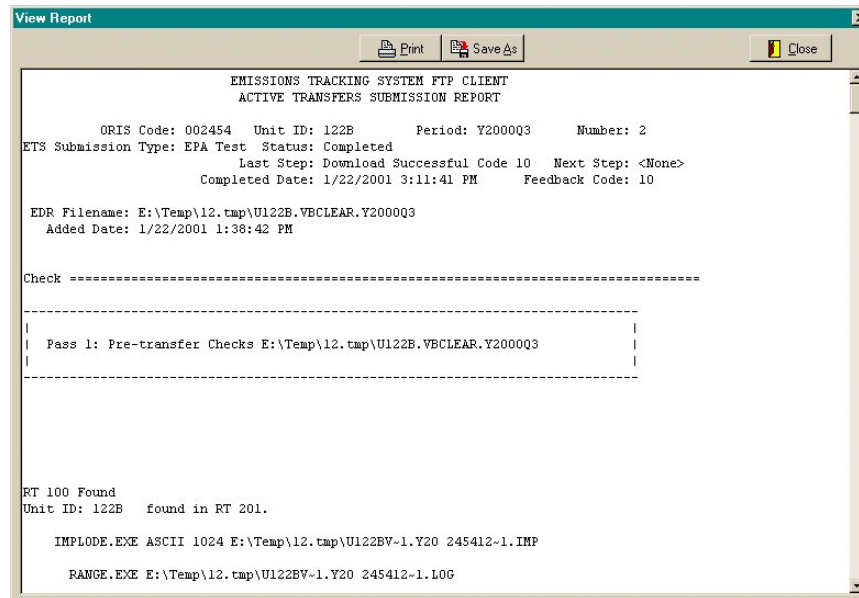 View Report
Print Save As Close
EMISSIONS TRACKING SYSTEM FTP CLIENT
ACTIVE TRANSFERS SUBMISSION REPORT
ORIS Code: 002454 Unit ID: 122B Period: Y2000Q3 Number: 2
ETS Submission Type: EPA Test Status: Completed
Last Step: Download Successful Code 10 Next Step: <None>
Completed Date: 1/22/2001 3:11:41 PM Feedback Code: 10
EDR Filename: E:\Temp\12.tmp\U122B.VBCLEAR.Y2000Q3
Added Date: 1/22/2001 1:38:42 PM
Check ==================================================================================
--------------------------------------------------------------------------------
| |
| Pass 1: Pre-transfer Checks E:\Temp\12.tmp\U122B.VBCLEAR.Y2000Q3 |
| |
--------------------------------------------------------------------------------
RT 100 Found
Unit ID: 122B found in RT 201.
IMPLODE.EXE ASCII 1024 E:\Temp\12.tmp\U122BV~1.Y20 245412~1.IMP
RANGE.EXE E:\Temp\12.tmp\U122BV~1.Y20 245412~1.LOG